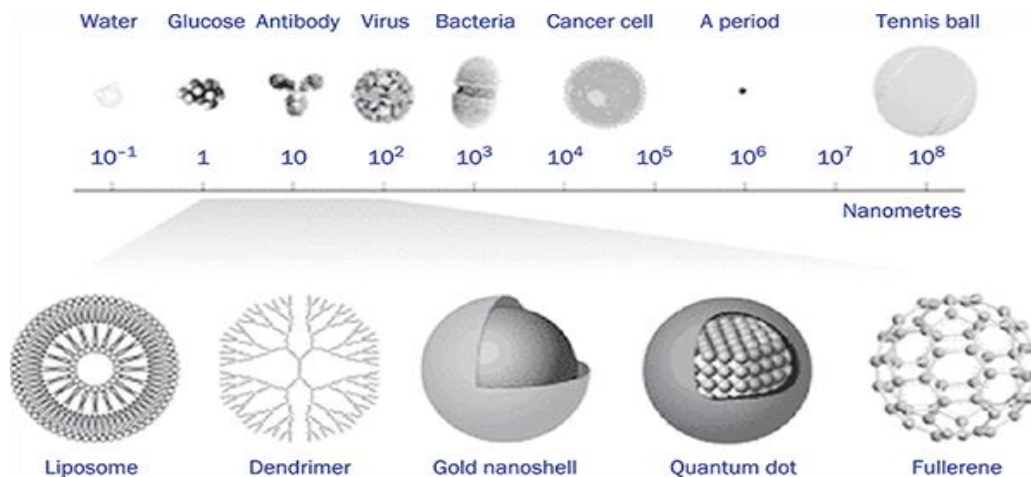 Water Glucose Antibody Virus Bacteria Cancer cell A period Tennis ball
10⁻¹ 1 10 10² 10³ 10⁴ 10⁵ 10⁶ 10⁷ 10⁸
Nanometres
Liposome Dendrimer Gold nanoshell Quantum dot Fullerene